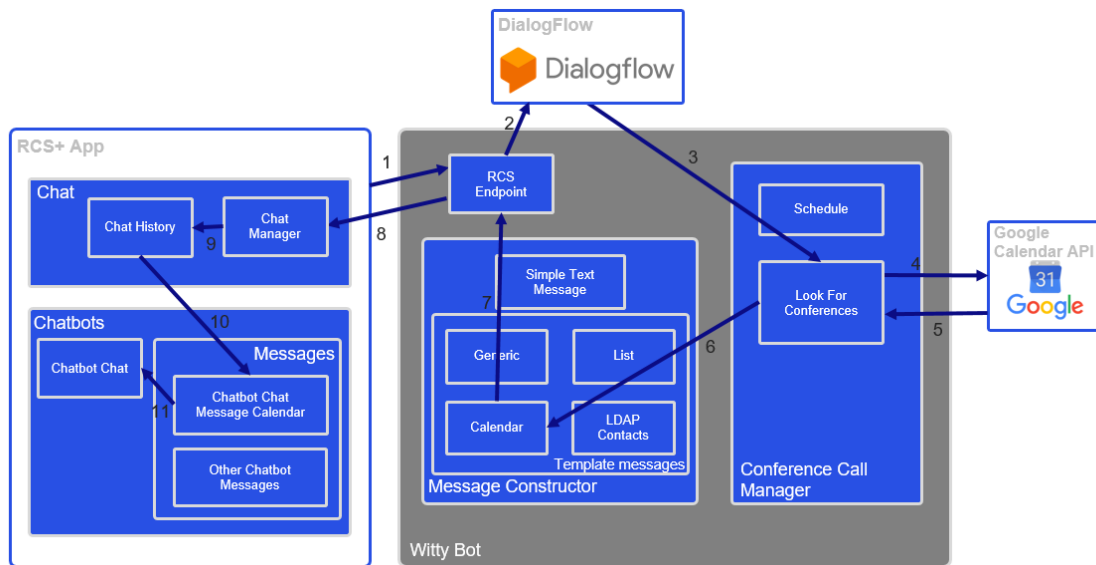 DialogFlow
Dialogflow
RCS+ App
1
2
3
RCS
Endpoint
Chat
Chat History
Chat
Manager
9
8
Schedule
Google
Calendar API
31
Google
4
5
Look For
Conferences
Simple Text
Message
7
10
6
Chatbots
Chatbot Chat
Messages
Chatbot Chat
Message Calendar
11
Other Chatbot
Messages
Generic
List
Calendar
LDAP
Contacts
Template messages
Message Constructor
Conference Call
Manager
Witty Bot